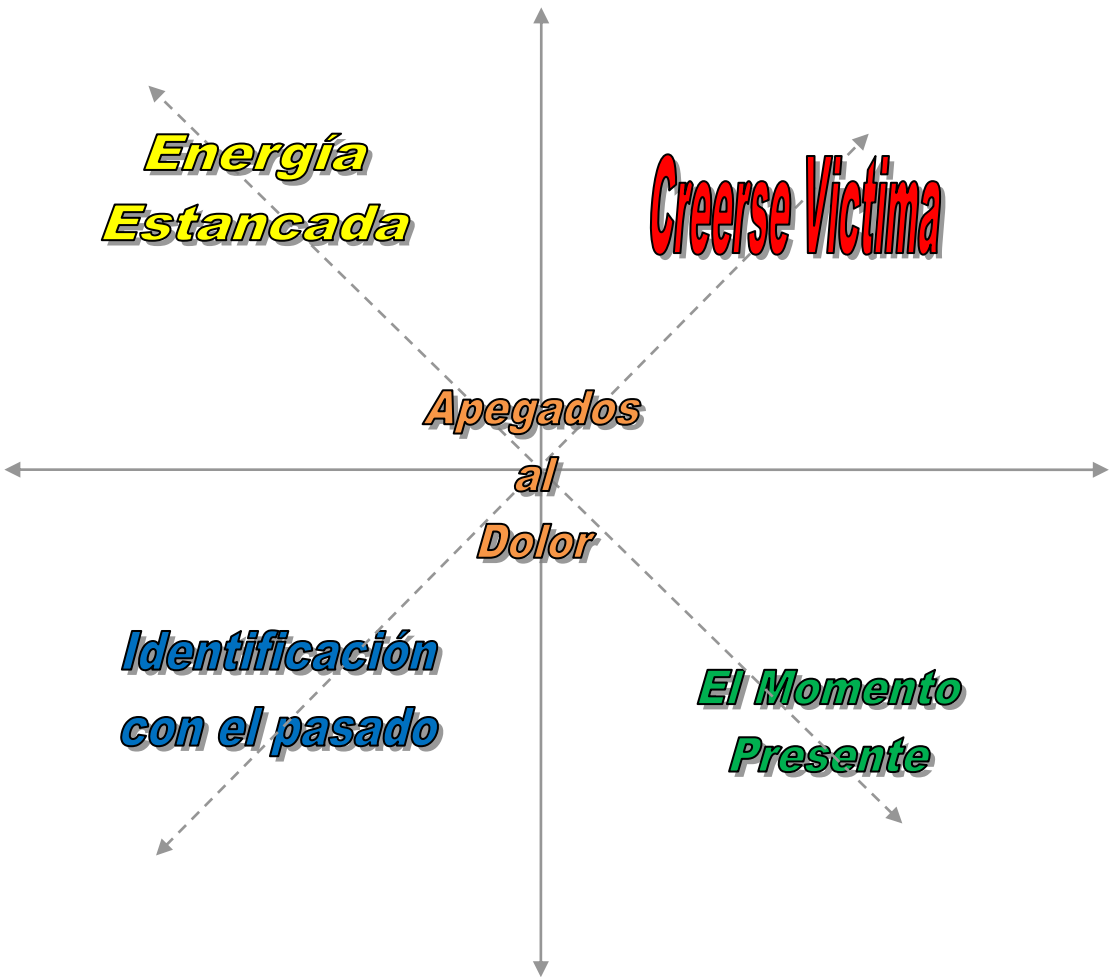 Energía
Estancada
Creerse Victima
Apegados
al
Dolor
Identificación
con el pasado
El Momento
Presente